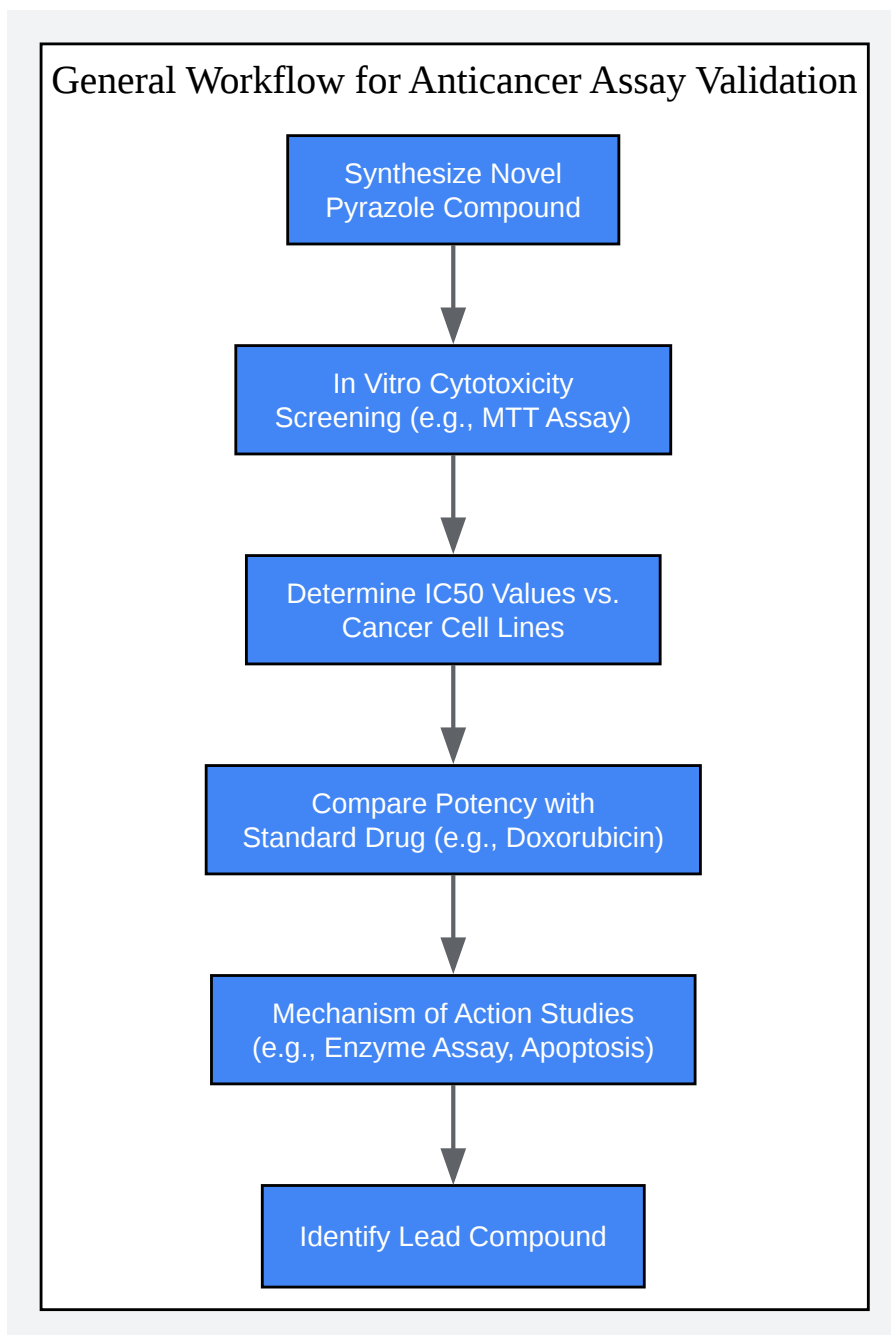 General Workflow for Anticancer Assay Validation
Synthesize Novel
Pyrazole Compound
In Vitro Cytotoxicity
Screening (e.g., MTT Assay)
Determine IC50 Values vs.
Cancer Cell Lines
Compare Potency with
Standard Drug (e.g., Doxorubicin)
Mechanism of Action Studies
(e.g., Enzyme Assay, Apoptosis)
Identify Lead Compound